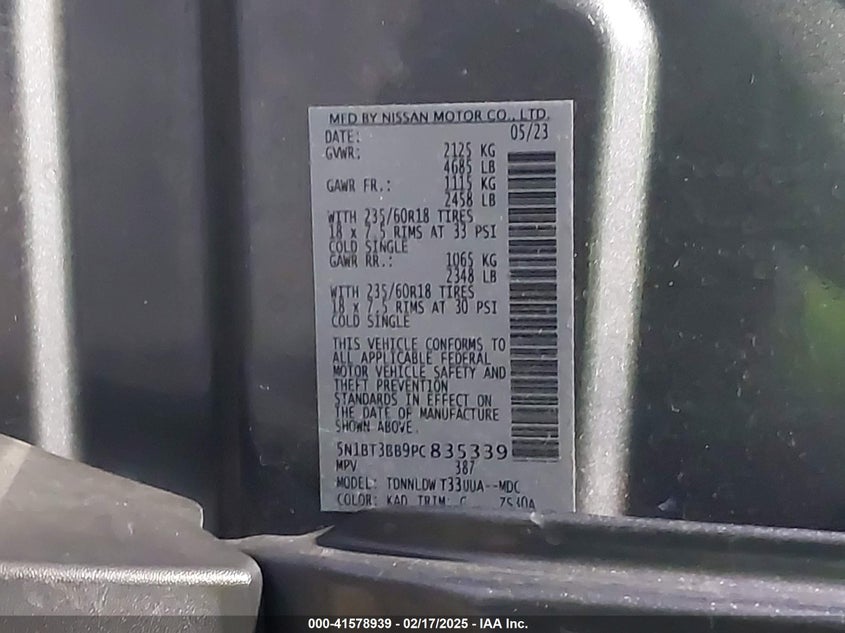 MFD BY NISSAN MOTOR CO., LTD.
DATE: 05/23
GVWR: 2125 KG
4685 LB
GAWR FR.: 1115 KG
2458 LB
WITH 235/60R18 TIRES
18 x 7.5 RIMS AT 33 PSI
COLD SINGLE
GAWR RR.: 1065 KG
2348 LB
WITH 235/60R18 TIRES
18 x 7.5 RIMS AT 30 PSI
COLD SINGLE
THIS VEHICLE CONFORMS TO
ALL APPLICABLE FEDERAL
MOTOR VEHICLE SAFETY AND
THEFT PREVENTION
STANDARDS IN EFFECT ON
THE DATE OF MANUFACTURE
SHOWN ABOVE.
5N1BT3BB9PC835339
MPV 387
MODEL: TDNNLDW T33UUA--MDC
COLOR: KAD TRIM: G
000-41578939 - 02/17/2025 - IAA Inc.